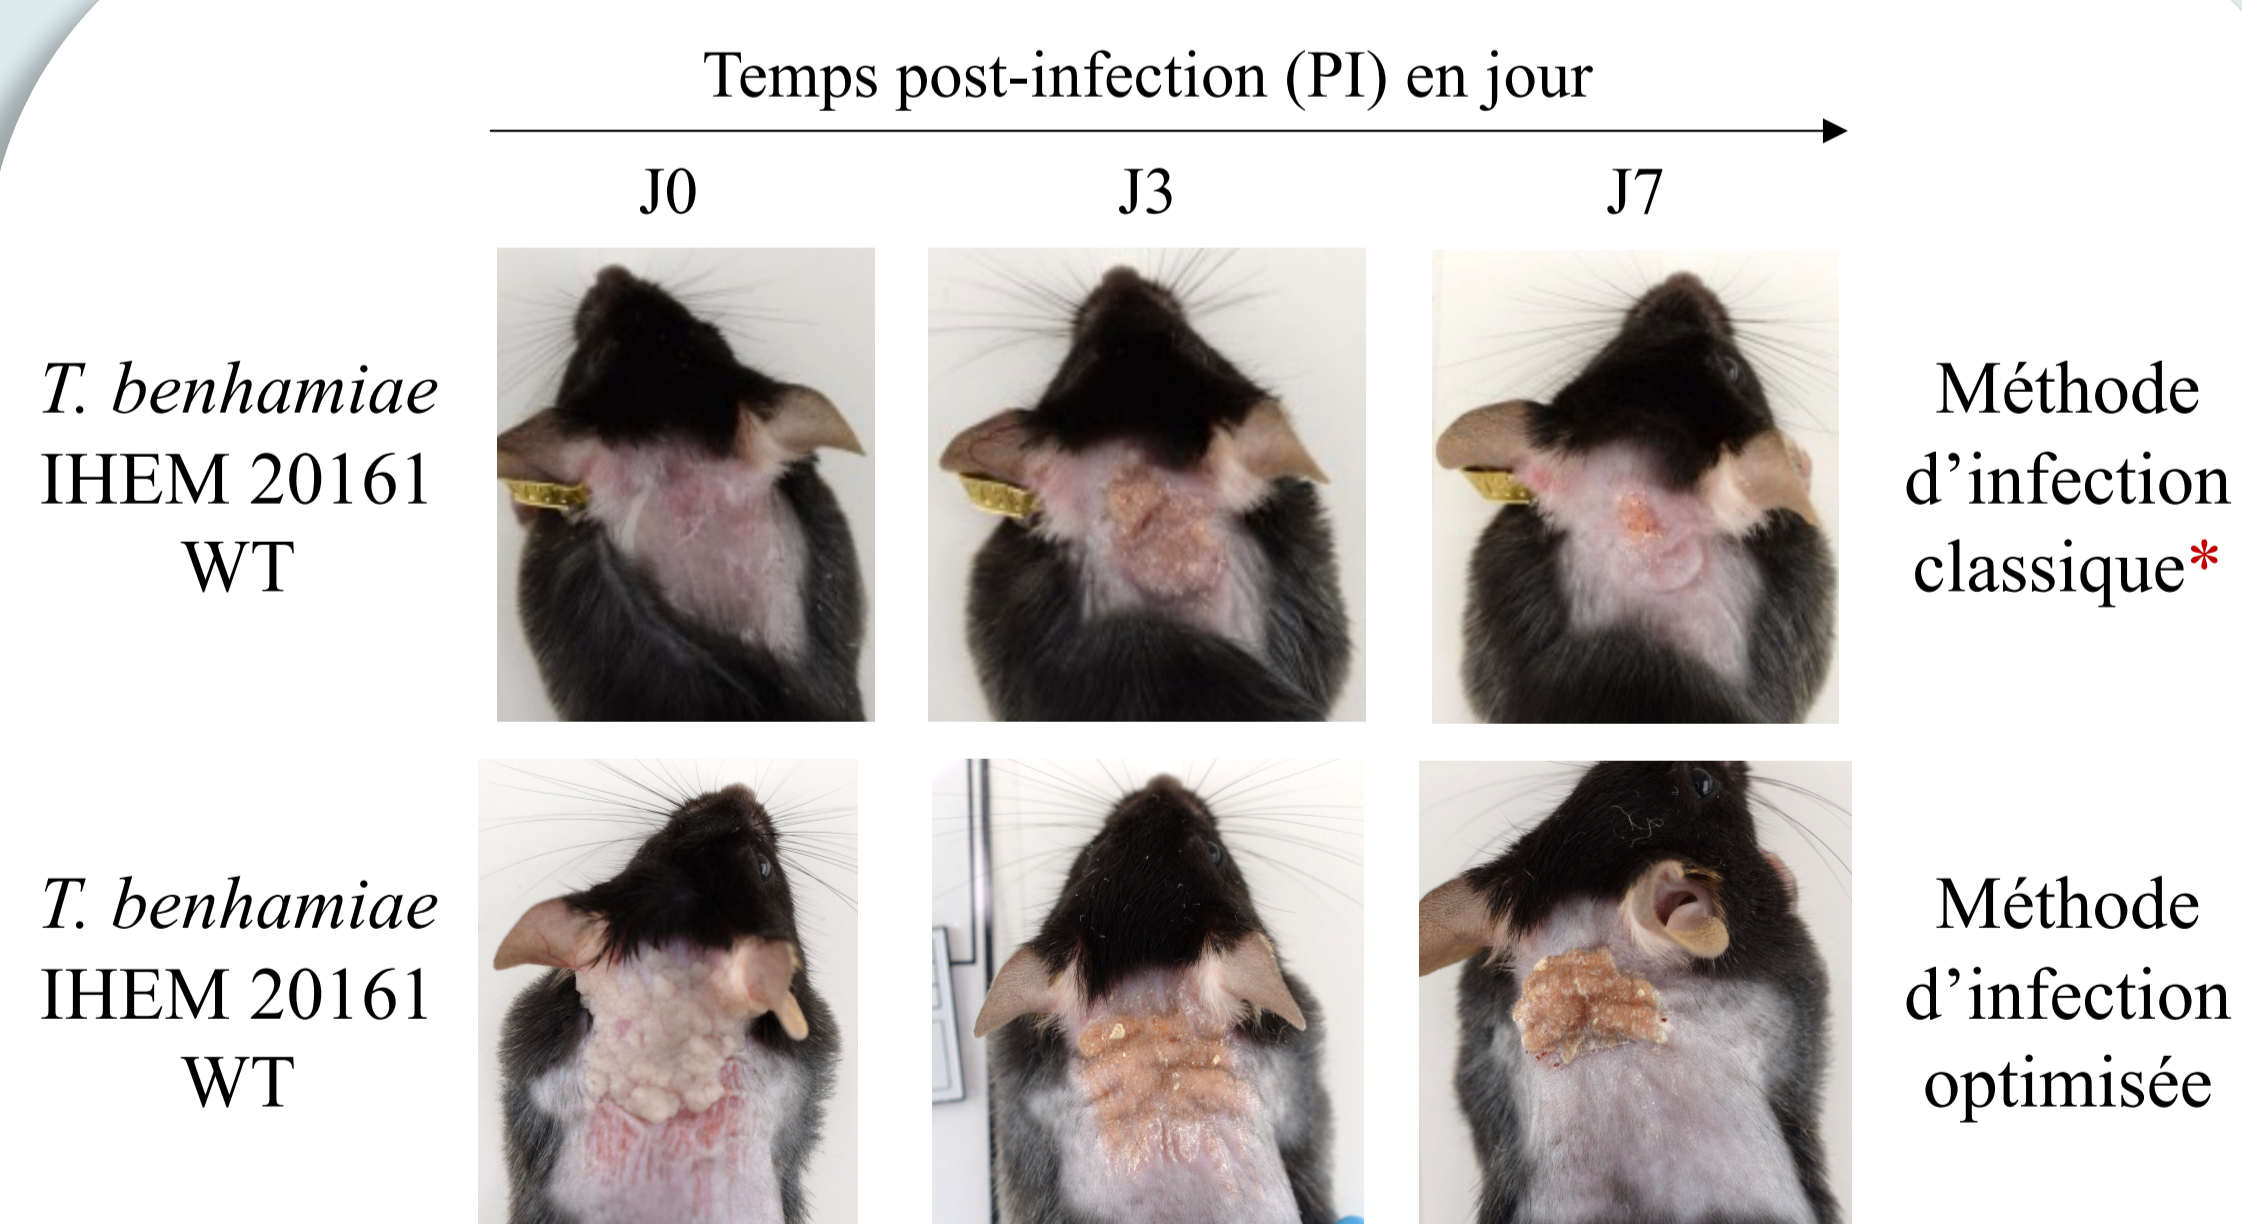 Temps post-infection (PI) en jour
J0
J3
J7
T. benhamiae
IHEM 20161
WT
Méthode
d’infection
classique*
T. benhamiae
IHEM 20161
WT
Méthode
d’infection
optimisée